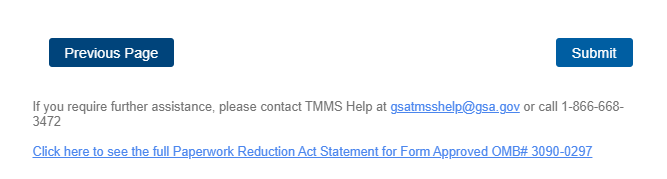 Previous Page
Submit
If you require further assistance, please contact TMMS Help at gsatmsshelp@gsa.gov or call 1-866-668-
3472
Click here to see the full Paperwork Reduction Act Statement for Form Approved OMB# 3090-0297